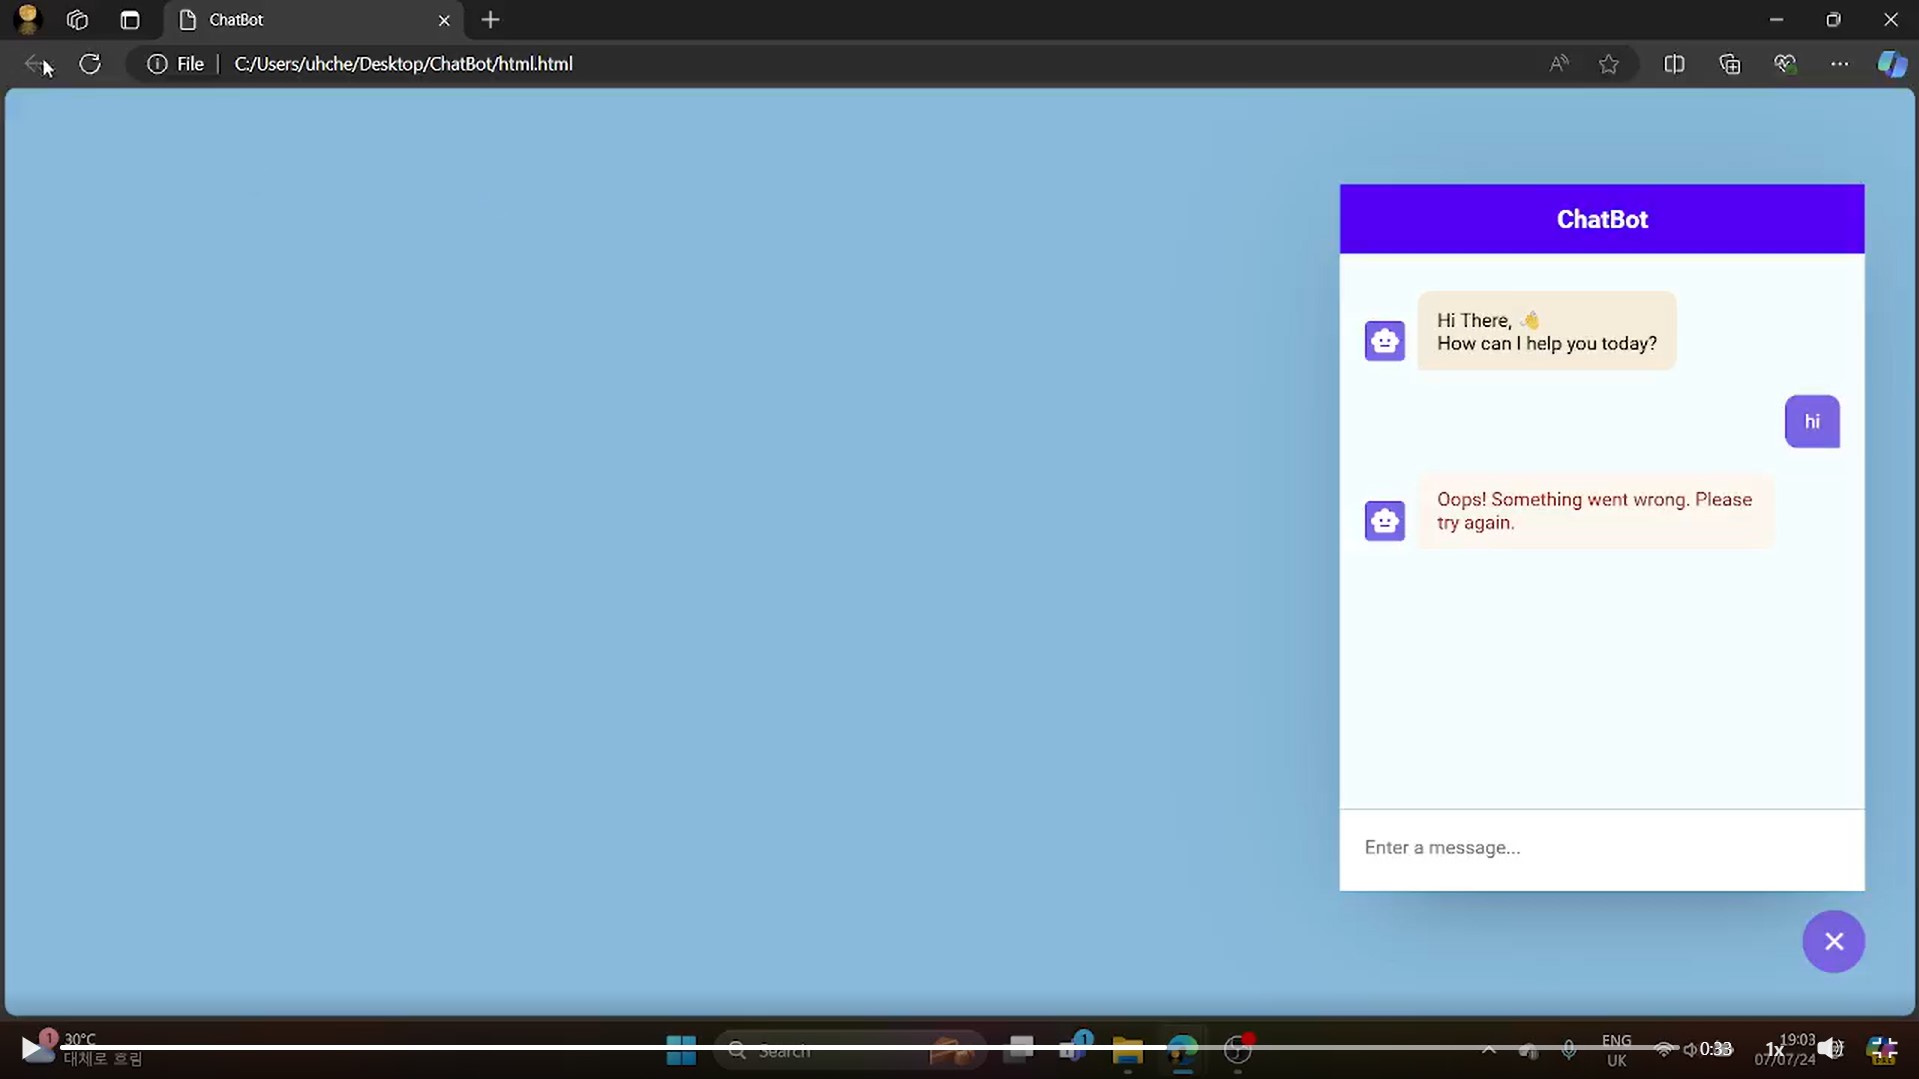 ChatBot
File
C:/Users/uhche/Desktop/ChatBot/html.html
ChatBot
Hi There, 👋
How can I help you today?
hi
Oops! Something went wrong. Please
try again.
Enter a message...
1
30°C
대체로 흐림
Search
1
ENG
UK
0:33
1x
19:03
07/07/24